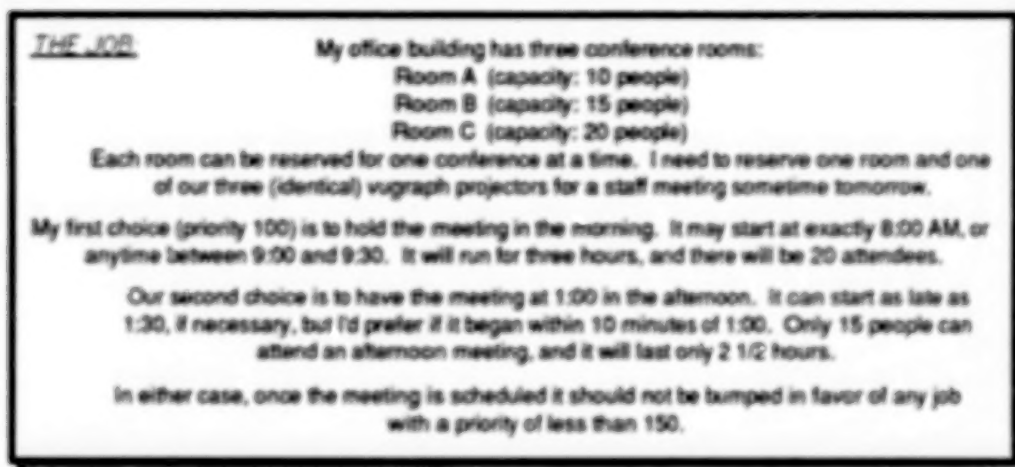 THE JOB
My office building has three conference rooms:
Room A (capacity: 10 people)
Room B (capacity: 15 people)
Room C (capacity: 20 people)
Each room can be reserved for one conference at a time. I need to reserve one room and one
of our three (identical) vugraph projectors for a staff meeting sometime tomorrow.
My first choice (priority 100) is to hold the meeting in the morning. It may start at exactly 8:00 AM, or
anytime between 9:00 and 9:30. It will run for three hours, and there will be 20 attendees.
Our second choice is to have the meeting at 1:00 in the afternoon. It can start as late as
1:30, if necessary, but I'd prefer if it began within 10 minutes of 1:00. Only 15 people can
attend an afternoon meeting, and it will last only 2 1/2 hours.
In either case, once the meeting is scheduled it should not be bumped in favor of any job
with a priority of less than 150.